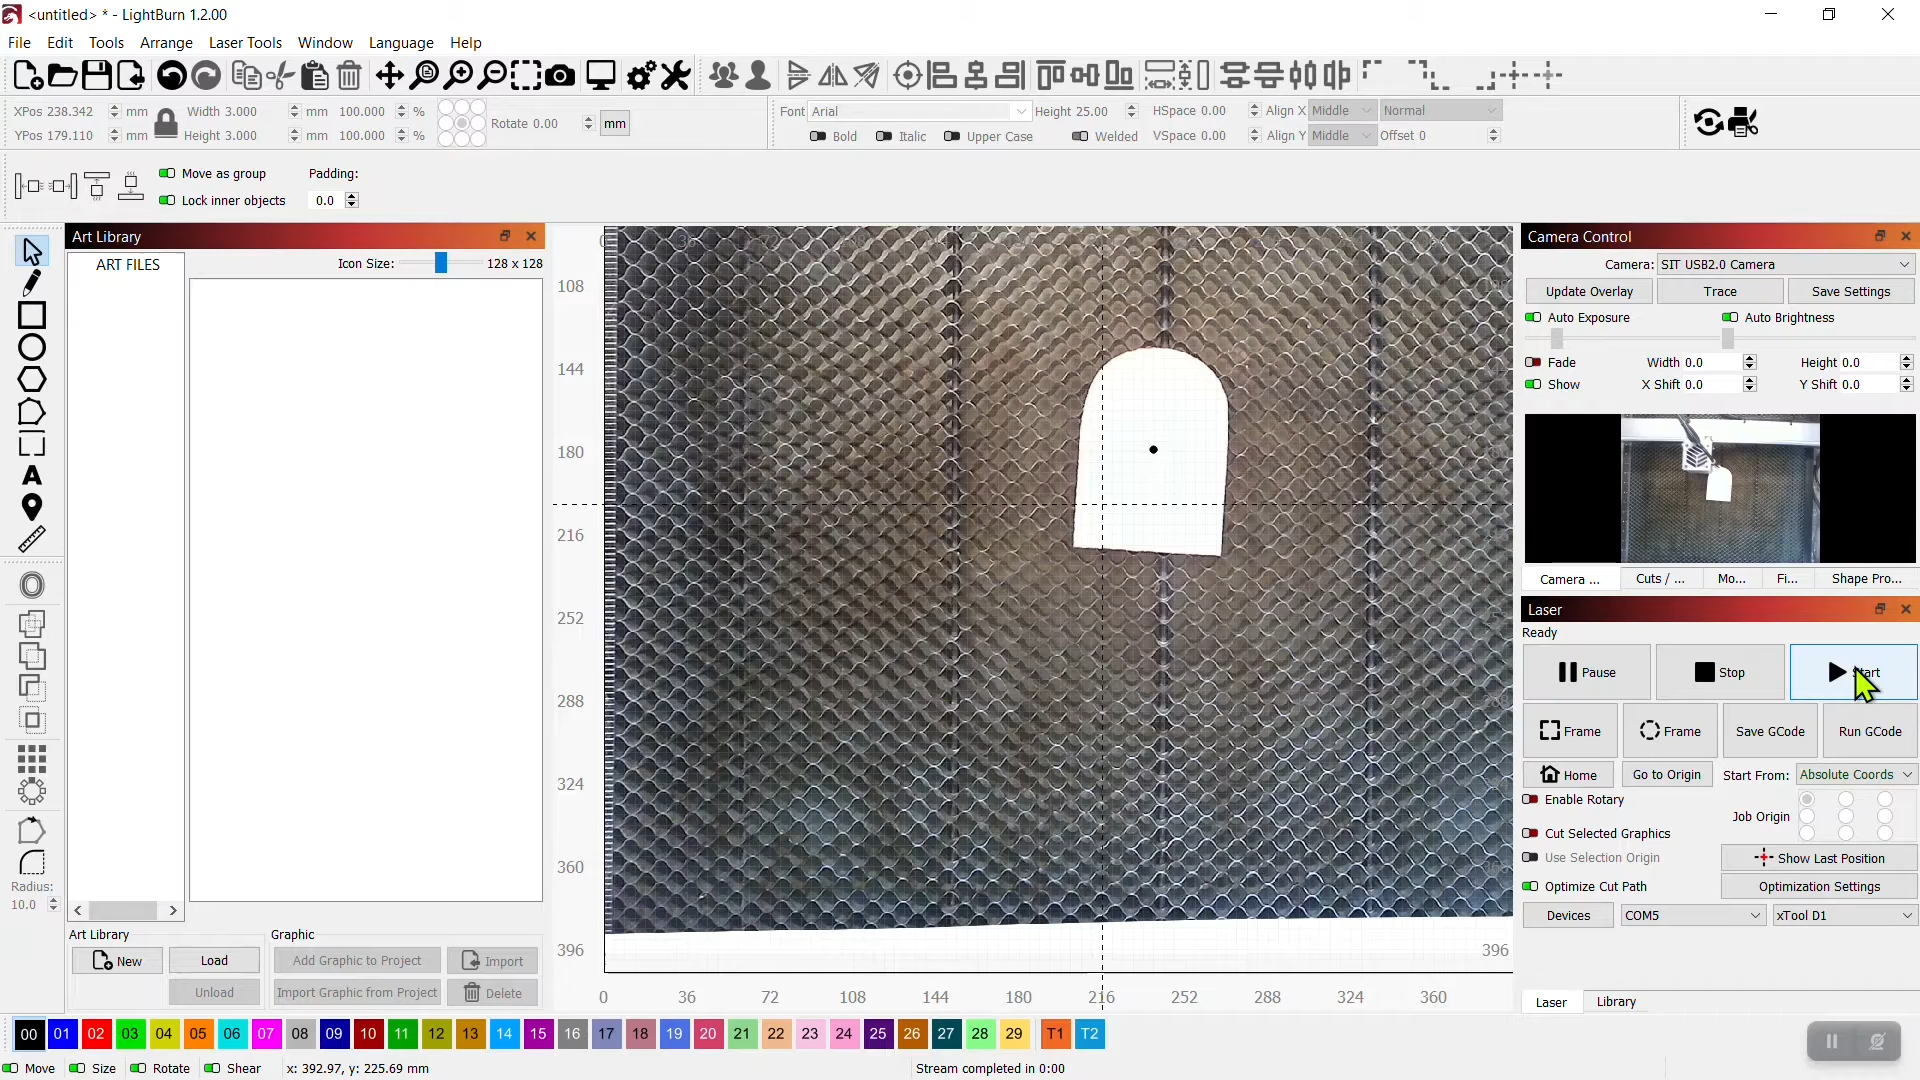 <untitled> * - LightBurn 1.2.00
File Edit Tools Arrange Laser Tools Window Language Help
XPos 238.342 mm Width 3.000 mm 100.000 %
YPos 179.110 mm Height 3.000 mm 100.000 %
Rotate 0.00 mm
Font Arial Height 25.00 HSpace 0.00 Align X Middle Normal
Bold Italic Upper Case Welded VSpace 0.00 Align Y Middle Offset 0
Move as group Padding:
Lock inner objects 0.0
Art Library
ART FILES Icon Size: 128 x 128
Radius:
10.0
Art Library Graphic
New Load Add Graphic to Project Import
Unload Import Graphic from Project Delete
108
144
180
216
252
288
324
360
396 396
0 36 72 108 144 180 216 252 288 324 360
Camera Control
Camera: SIT USB2.0 Camera
Update Overlay Trace Save Settings
Auto Exposure Auto Brightness
Fade Width 0.0 Height 0.0
Show X Shift 0.0 Y Shift 0.0
Camera ... Cuts / ... Mo... Fi... Shape Pro...
Laser
Ready
Pause Stop
Frame Frame Save GCode Run GCode
Home Go to Origin Start From: Absolute Coords
Enable Rotary
Job Origin
Cut Selected Graphics
Use Selection Origin Show Last Position
Optimize Cut Path Optimization Settings
Devices COM5 xTool D1
Laser Library
00 01 02 03 04 05 06 07 08 09 10 11 12 13 14 15 16 17 18 19 20 21 22 23 24 25 26 27 28 29 T1 T2
Move Size Rotate Shear x: 392.97, y: 225.69 mm Stream completed in 0:00